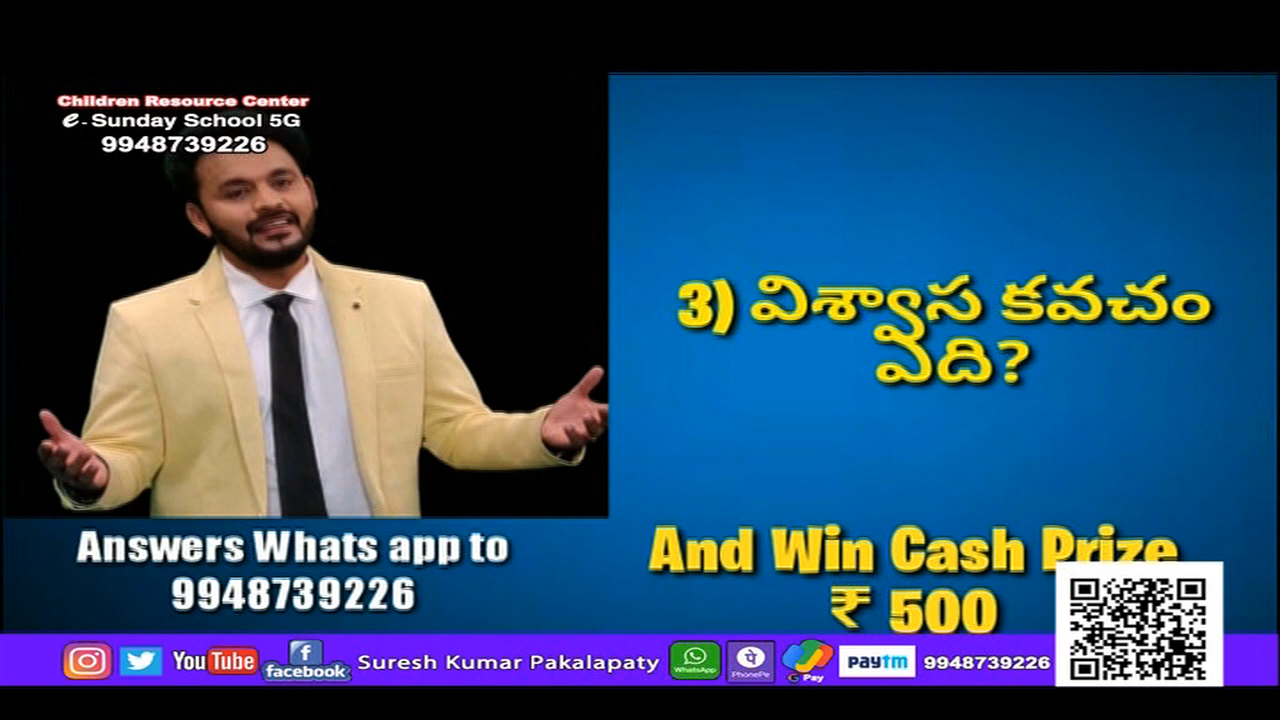 Children Resource Center
e - Sunday School 5G
9948739226
3) విశ్వాస కవచం
ఏది?
Answers Whats app to
9948739226
And Win Cash Prize
₹ 500
YouTube
facebook
Suresh Kumar Pakalapaty
WhatsApp
PhonePe
G Pay
Paytm
9948739226